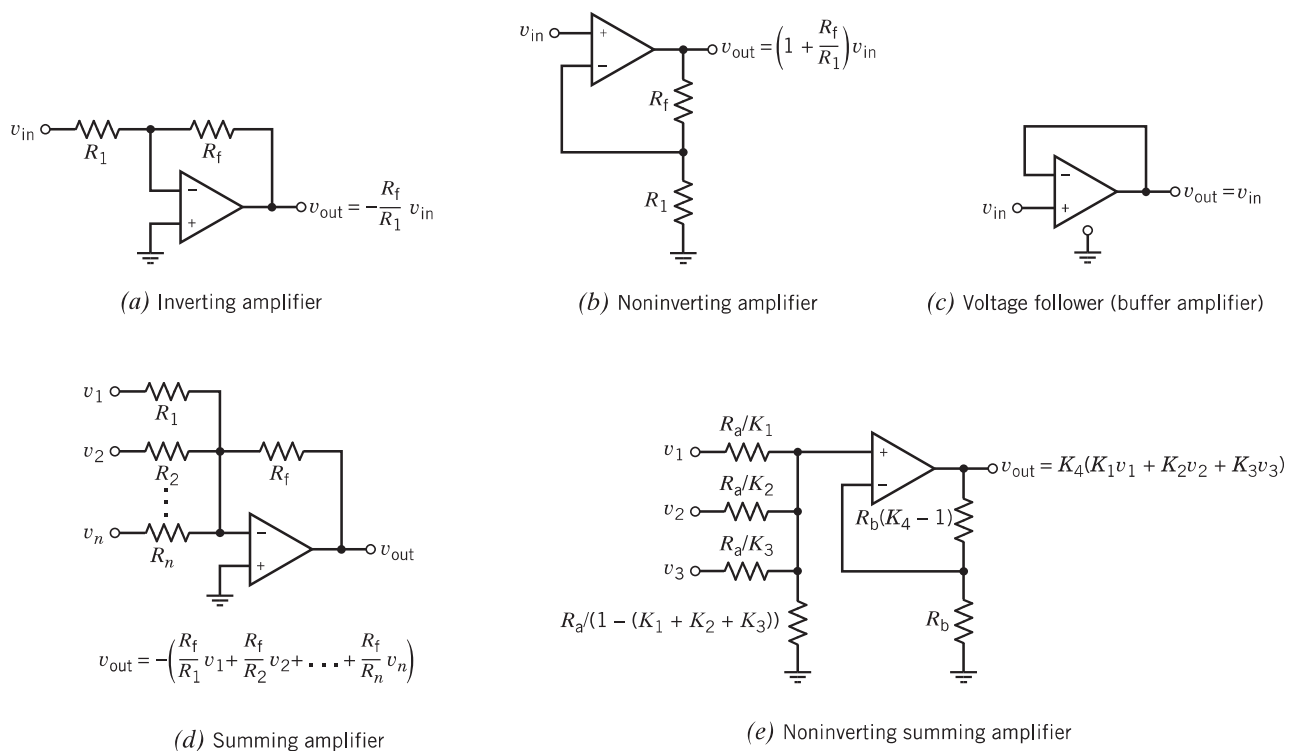 v_in
R_1
R_f
−
+
v_out = −R_f/R_1 v_in
(a) Inverting amplifier
v_in
+
−
v_out = (1 + R_f/R_1)v_in
R_f
R_1
(b) Noninverting amplifier
−
v_in
+
v_out = v_in
(c) Voltage follower (buffer amplifier)
v_1
R_1
v_2
R_2
R_f
v_n
R_n
−
+
v_out
v_out = −(R_f/R_1 v_1 + R_f/R_2 v_2 + . . . + R_f/R_n v_n)
(d) Summing amplifier
R_a/K_1
v_1
R_a/K_2
v_2
R_a/K_3
v_3
R_a/(1 − (K_1 + K_2 + K_3))
+
−
v_out = K_4(K_1v_1 + K_2v_2 + K_3v_3)
R_b(K_4 − 1)
R_b
(e) Noninverting summing amplifier